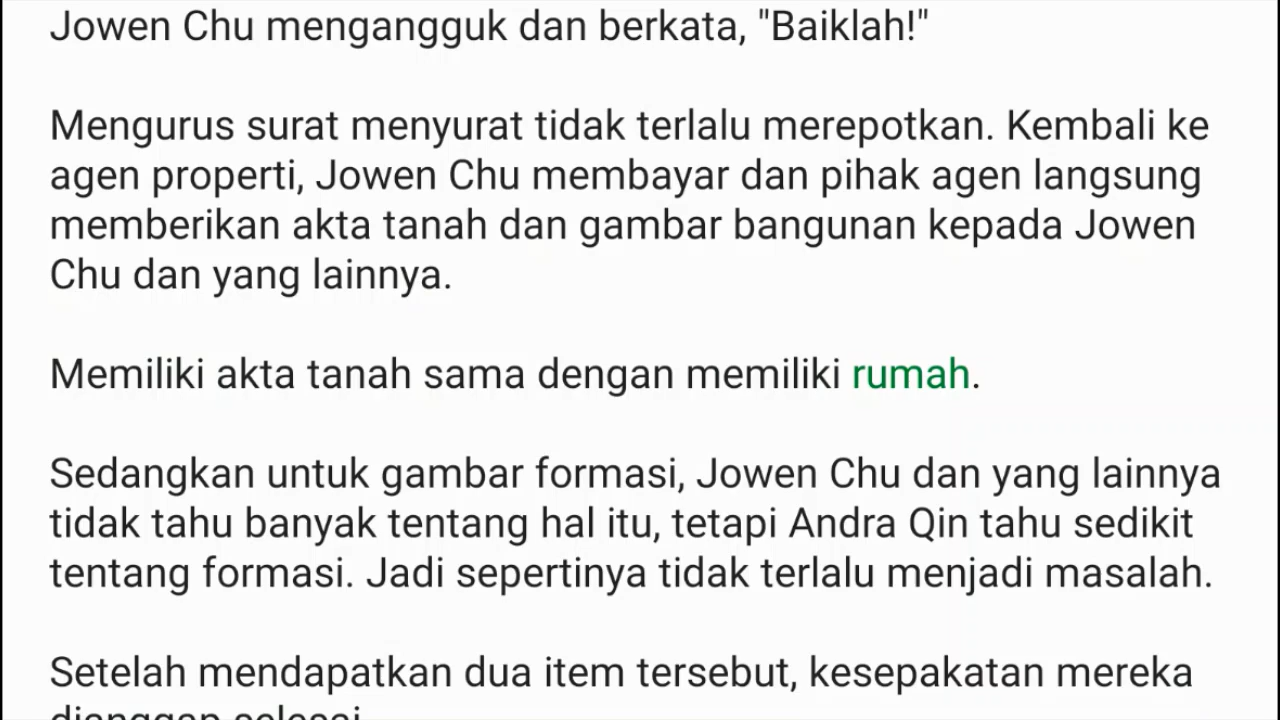 Jowen Chu mengangguk dan berkata, "Baiklah!"
Mengurus surat menyurat tidak terlalu merepotkan. Kembali ke
agen properti, Jowen Chu membayar dan pihak agen langsung
memberikan akta tanah dan gambar bangunan kepada Jowen
Chu dan yang lainnya.
Memiliki akta tanah sama dengan memiliki rumah.
Sedangkan untuk gambar formasi, Jowen Chu dan yang lainnya
tidak tahu banyak tentang hal itu, tetapi Andra Qin tahu sedikit
tentang formasi. Jadi sepertinya tidak terlalu menjadi masalah.
Setelah mendapatkan dua item tersebut, kesepakatan mereka
dianggap selesai